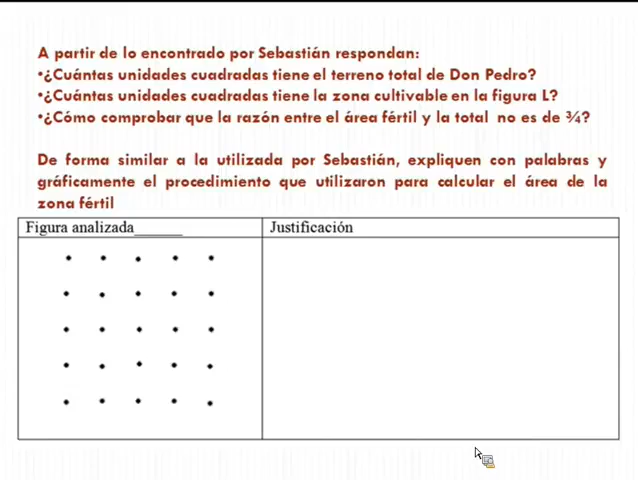 A partir de lo encontrado por Sebastián respondan:
•¿Cuántas unidades cuadradas tiene el terreno total de Don Pedro?
•¿Cuántas unidades cuadradas tiene la zona cultivable en la figura L?
•¿Cómo comprobar que la razón entre el área fértil y la total no es de ¾?
De forma similar a la utilizada por Sebastián, expliquen con palabras y
gráficamente el procedimiento que utilizaron para calcular el área de la
zona fértil
Figura analizada______
Justificación